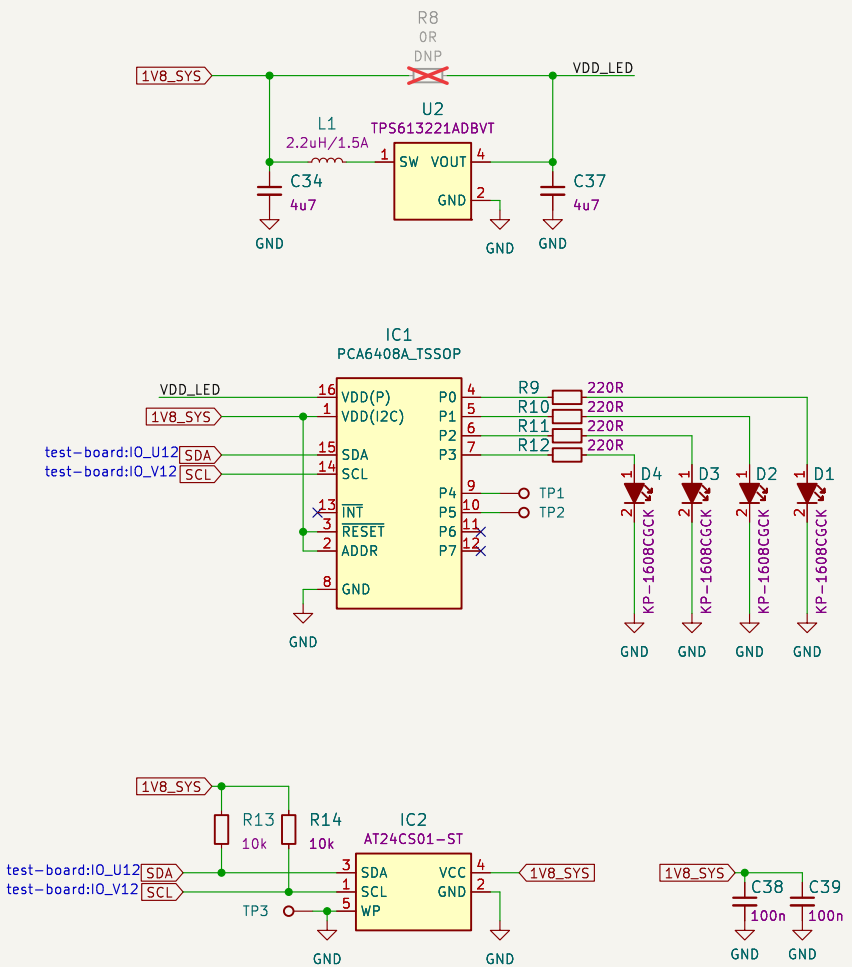 R8
0R
DNP
1V8_SYS
VDD_LED
U2
TPS613221ADBVT
L1
2.2uH/1.5A
1 SW VOUT 4
GND 2
C34
4u7
C37
4u7
GND
GND
GND
IC1
PCA6408A_TSSOP
VDD_LED
16 VDD(P) P0 4 R9 220R
1V8_SYS 1 VDD(I2C) P1 5 R10 220R
P2 6 R11 220R
test-board:IO_U12 SDA 15 SDA P3 7 R12 220R
test-board:IO_V12 SCL 14 SCL
1 D4 1 D3 1 D2 1 D1
P4 9 TP1
13 INT P5 10 TP2
2 2 2 2
3 RESET P6 11
2 ADDR P7 12
KP-1608CGCK KP-1608CGCK KP-1608CGCK KP-1608CGCK
8 GND
GND
GND GND GND GND
1V8_SYS
R13
10k
R14
10k
IC2
AT24CS01-ST
test-board:IO_U12 SDA 3 SDA VCC 4 1V8_SYS
test-board:IO_V12 SCL 1 SCL GND 2
TP3 5 WP
GND
GND
1V8_SYS
C38
100n
C39
100n
GND
GND